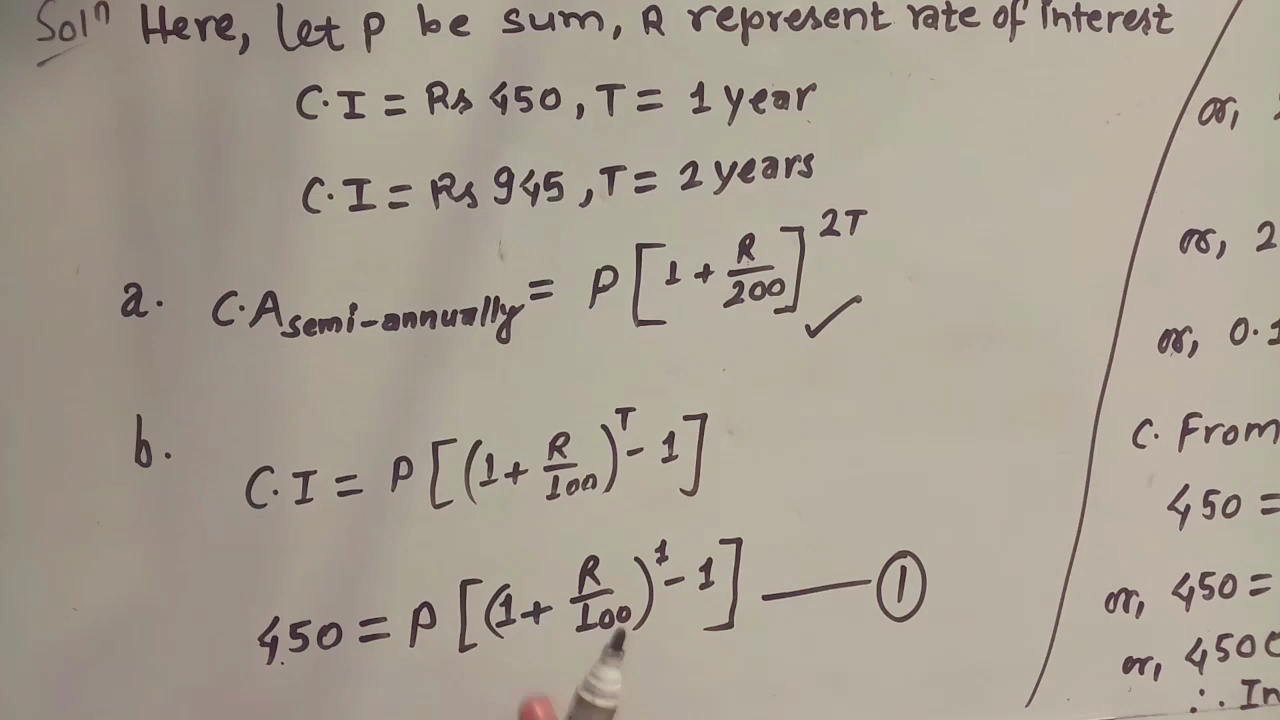 Solⁿ Here, let P be sum, R represent rate of interest
C.I = Rs 450, T = 1 year
C.I = Rs 945, T = 2 years
a. C.A semi-annually = P[1 + R/200]^2T ✓
b.
C.I = P[(1 + R/100)^T - 1]
450 = P[(1 + R/100)^1 - 1] —— ①
or,
or, 2
or, 0.1
C. From
450 =
or, 450 =
or, 450
∴ In